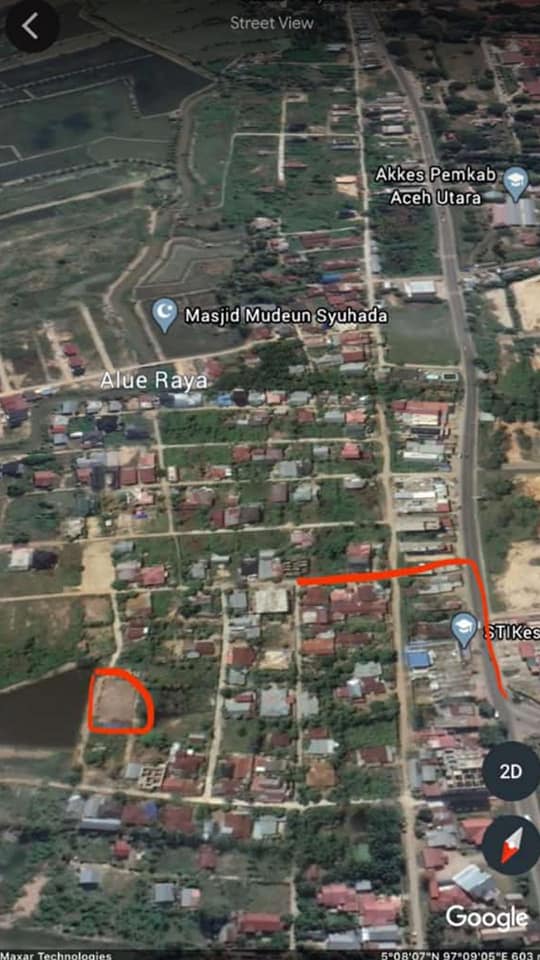 Street View
Akkes Pemkab
Aceh Utara
Masjid Mudeun Syuhada
Alue Raya
STIKes
2D
Google
Maxar Technologies
5°08'07"N 97°09'05"E 603